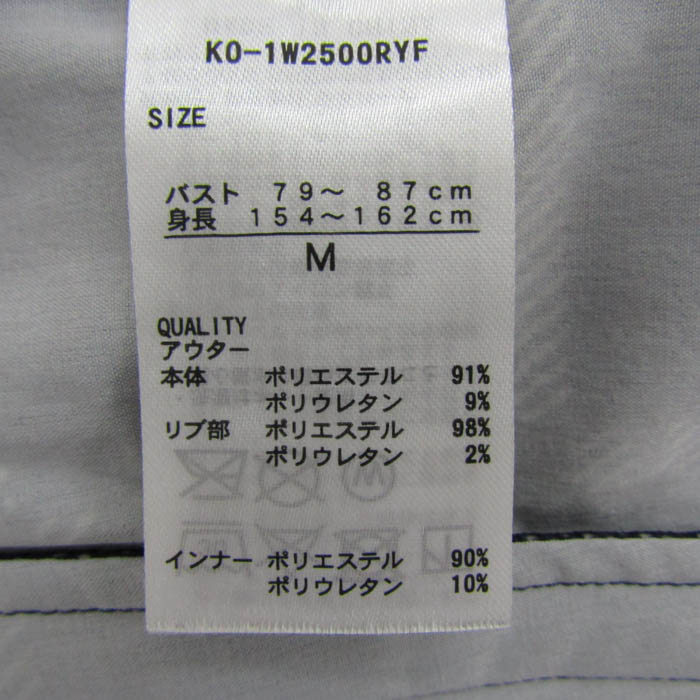 KO-1W2500RYF
SIZE
バスト 79～ 87cm
身長 154～162cm
M
QUALITY
アウター
本体 ポリエステル 91%
ポリウレタン 9%
リブ部 ポリエステル 98%
ポリウレタン 2%
インナー ポリエステル 90%
ポリウレタン 10%